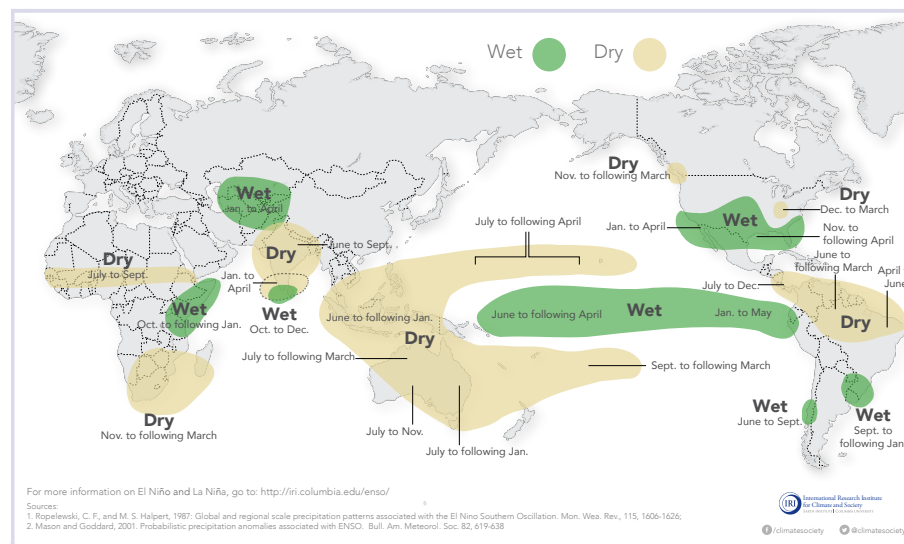 Wet
Dry
Dry
Nov. to following March
Dry
Dec. to March
Wet
Jan. to April
July to following April
Jan. to April
Wet
Nov. to
following April
June to Sept.
Dry
Dry
July to Sept.
Jan. to
April
June to
following March
April
June
July to Dec.
Wet
Oct. to following Jan.
Wet
Oct. to Dec.
June to following Jan.
Dry
June to following April
Wet
Jan. to May
Dry
July to following March
Sept. to following March
Dry
Nov. to following March
July to Nov.
July to following Jan.
Wet
June to Sept.
Wet
Sept. to
following Jan
For more information on El Niño and La Niña, go to: http://iri.columbia.edu/enso/
Sources:
1. Ropelewski, C. F., and M. S. Halpert, 1987: Global and regional scale precipitation patterns associated with the El Nino Southern Oscillation. Mon. Wea. Rev., 115, 1606-1626;
2. Mason and Goddard, 2001. Probabilistic precipitation anomalies associated with ENSO. Bull. Am. Meteorol. Soc. 82, 619-638
IRI
International Research Institute
for Climate and Society
EARTH INSTITUTE | COLUMBIA UNIVERSITY
/climatesociety
@climatesociety